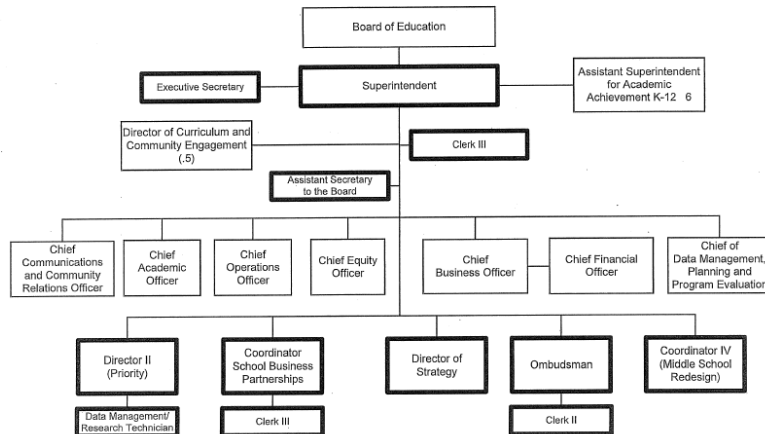 Board of Education
Executive Secretary
Superintendent
Assistant Superintendent
for Academic
Achievement K-12 6
Director of Curriculum and
Community Engagement
(.5)
Clerk III
Assistant Secretary
to the Board
Chief
Communications
and Community
Relations Officer
Chief
Academic
Officer
Chief
Operations
Officer
Chief Equity
Officer
Chief
Business Officer
Chief Financial
Officer
Chief of
Data Management,
Planning and
Program Evaluation
Director II
(Priority)
Coordinator
School Business
Partnerships
Director of
Strategy
Ombudsman
Coordinator IV
(Middle School
Redesign)
Data Management/
Research Technician
Clerk III
Clerk II